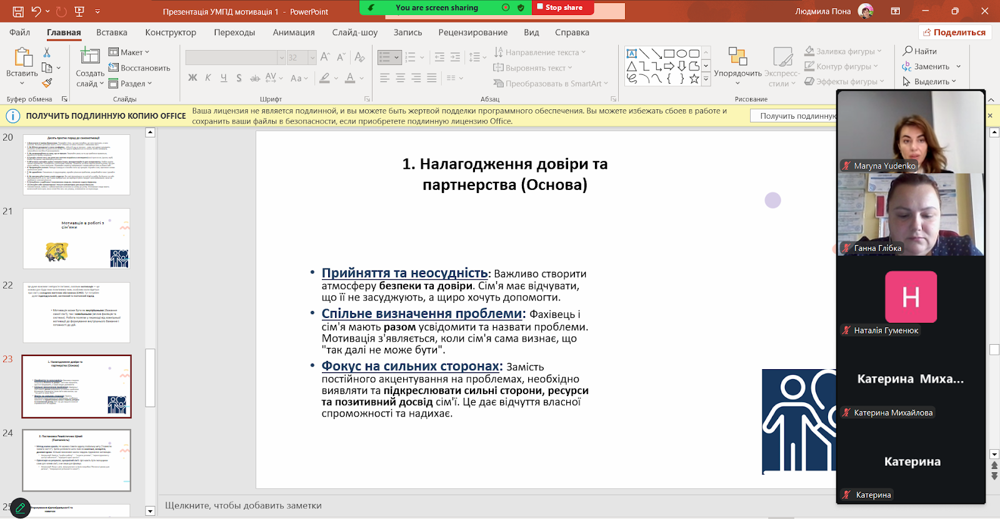 Презентація УМПД мотивація 1 - PowerPoint
You are screen sharing
Stop share
Людмила Пона
Файл Главная Вставка Конструктор Переходы Анимация Слайд-шоу Запись Рецензирование Вид Справка
Поделиться
Вставить
Буфер обмена
Создать слайд
Макет
Восстановить
Раздел
Слайды
32
Ж К Ч S ab AV Aa A
Шрифт
Направление текста
Выровнять текст
Преобразовать в SmartArt
Абзац
Упорядочить
Экспресс-стили
Заливка фигуры
Контур фигуры
Эффекты фигуры
Рисование
Найти
Заменить
Выделить
ПОЛУЧИТЬ ПОДЛИННУЮ КОПИЮ OFFICE
Ваша лицензия не является подлинной, и вы можете быть жертвой подделки программного обеспечения. Вы можете избежать сбоев в работе и
сохранить ваши файлы в безопасности, если приобретете подлинную лицензию Office.
Получить подлинную
20
Десять простих порад до самомотивації
21
Мотивація в роботі з
сім'ями
22
23
1. Налагодження довіри та
партнерства (Основа)
24
2. Постановка Реалістичних Цілей
25
1. Налагодження довіри та
партнерства (Основа)
• Прийняття та неосудність: Важливо створити
атмосферу безпеки та довіри. Сім'я має відчувати,
що її не засуджують, а щиро хочуть допомогти.
• Спільне визначення проблеми: Фахівець і
сім'я мають разом усвідомити та назвати проблеми.
Мотивація з'являється, коли сім'я сама визнає, що
"так далі не може бути".
• Фокус на сильних сторонах: Замість
постійного акцентування на проблемах, необхідно
виявляти та підкреслювати сильні сторони, ресурси
та позитивний досвід сім'ї. Це дає відчуття власної
спроможності та надихає.
Щелкните, чтобы добавить заметки
Maryna Yudenko
Ганна Глібка
Н
Наталія Гуменюк
Катерина Миха...
Катерина Михайлова
Катерина
Катерина